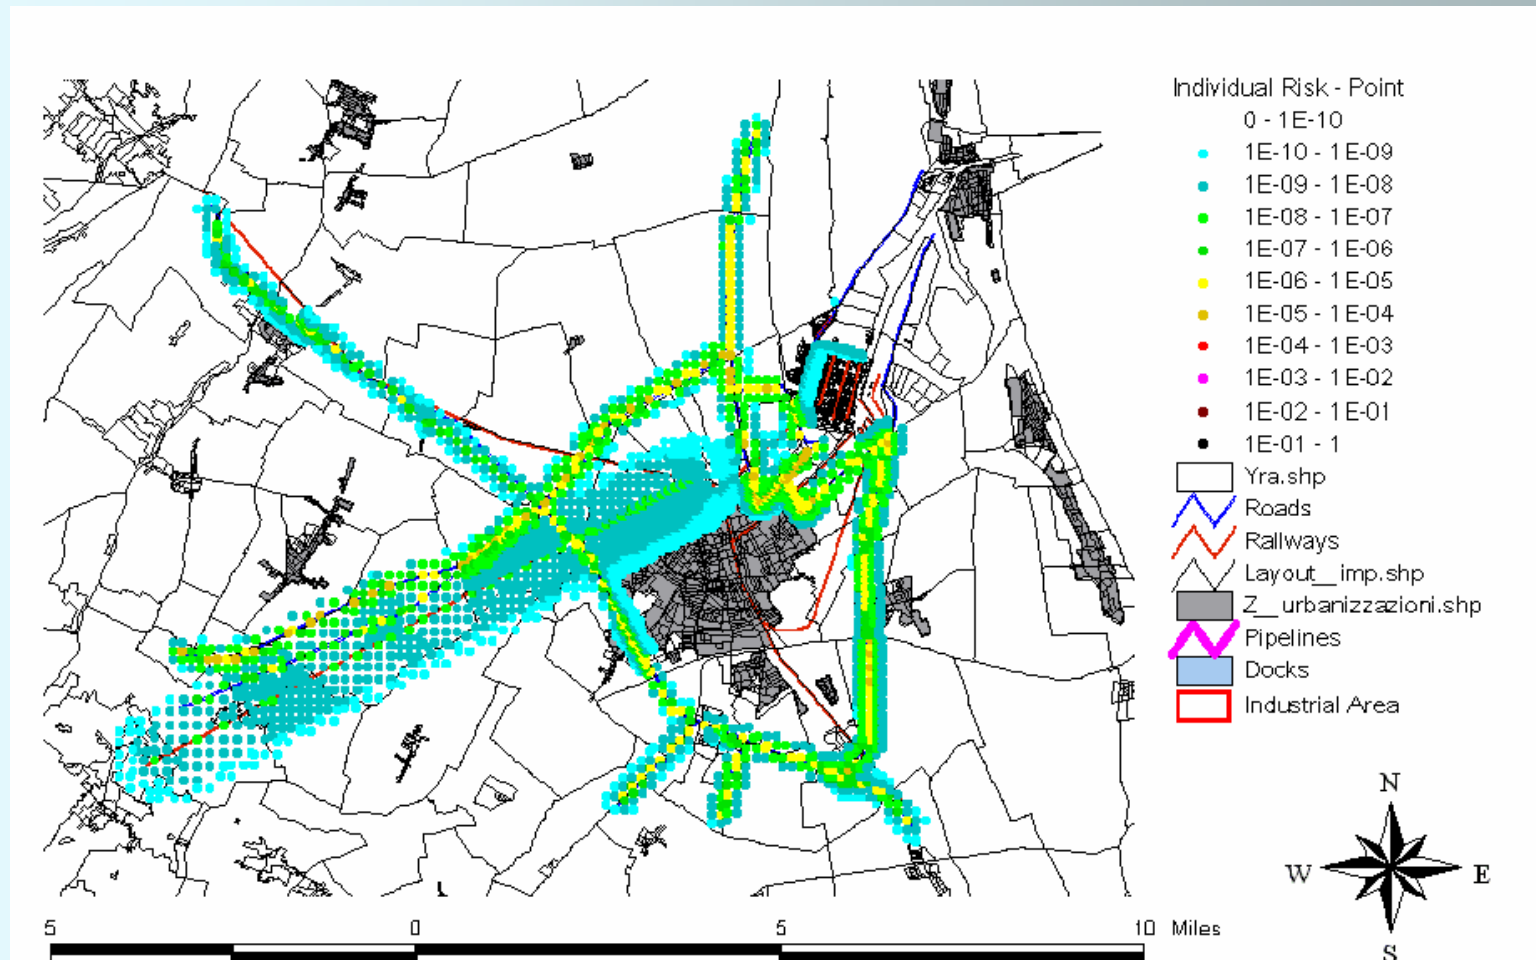 Individual Risk - Point
0 - 1E-10
1E-10 - 1E-09
1E-09 - 1E-08
1E-08 - 1E-07
1E-07 - 1E-06
1E-06 - 1E-05
1E-05 - 1E-04
1E-04 - 1E-03
1E-03 - 1E-02
1E-02 - 1E-01
1E-01 - 1
Yra.shp
Roads
Railways
Layout_imp.shp
Z_urbanizzazioni.shp
Pipelines
Docks
Industrial Area
N
W E
S
5 0 5 10 Miles